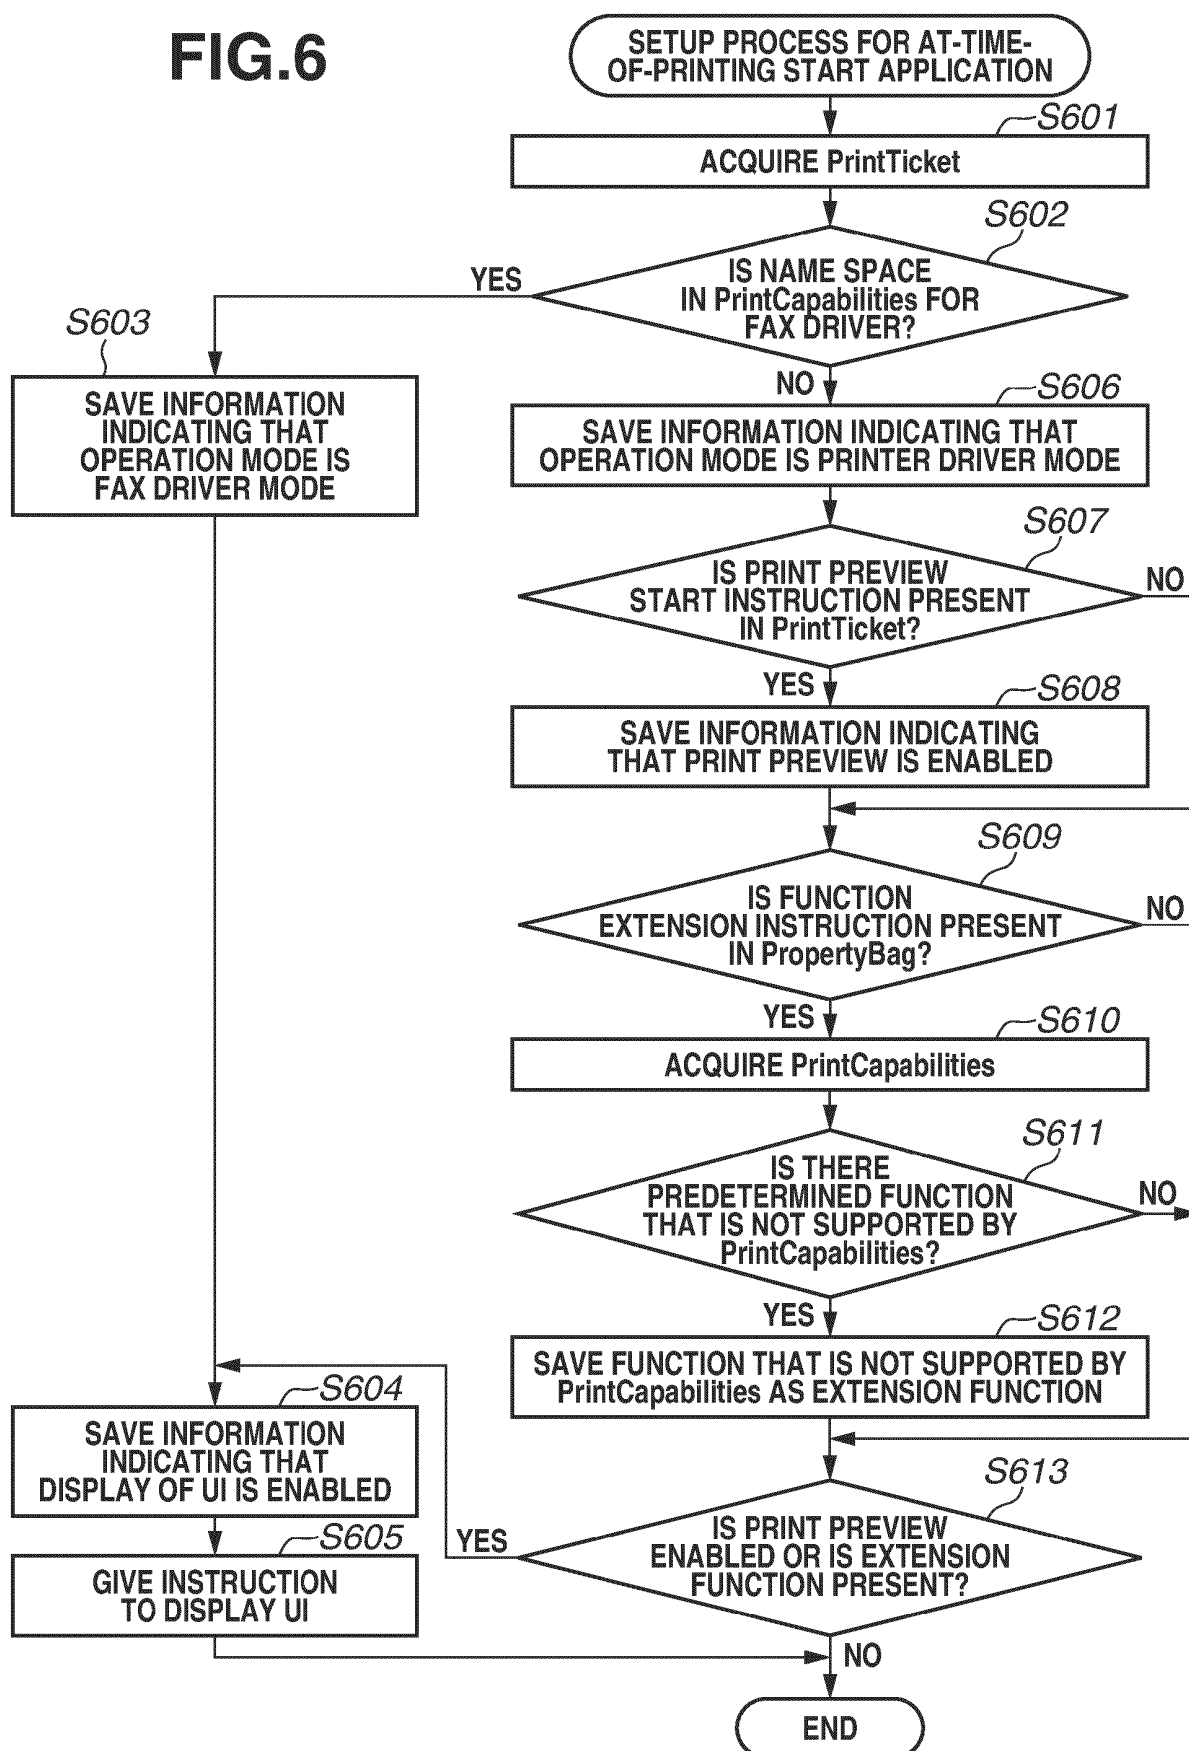 FIG.6
SETUP PROCESS FOR AT-TIME-
OF-PRINTING START APPLICATION
S601
ACQUIRE PrintTicket
S602
IS NAME SPACE
IN PrintCapabilities FOR
FAX DRIVER?
YES
NO
S603
SAVE INFORMATION
INDICATING THAT
OPERATION MODE IS
FAX DRIVER MODE
S606
SAVE INFORMATION INDICATING THAT
OPERATION MODE IS PRINTER DRIVER MODE
S607
IS PRINT PREVIEW
START INSTRUCTION PRESENT
IN PrintTicket?
NO
YES
S608
SAVE INFORMATION INDICATING
THAT PRINT PREVIEW IS ENABLED
S609
IS FUNCTION
EXTENSION INSTRUCTION PRESENT
IN PropertyBag?
NO
YES
S610
ACQUIRE PrintCapabilities
S611
IS THERE
PREDETERMINED FUNCTION
THAT IS NOT SUPPORTED BY
PrintCapabilities?
NO
YES
S612
SAVE FUNCTION THAT IS NOT SUPPORTED BY
PrintCapabilities AS EXTENSION FUNCTION
S604
SAVE INFORMATION
INDICATING THAT
DISPLAY OF UI IS ENABLED
S613
IS PRINT PREVIEW
ENABLED OR IS EXTENSION
FUNCTION PRESENT?
YES
S605
GIVE INSTRUCTION
TO DISPLAY UI
NO
END